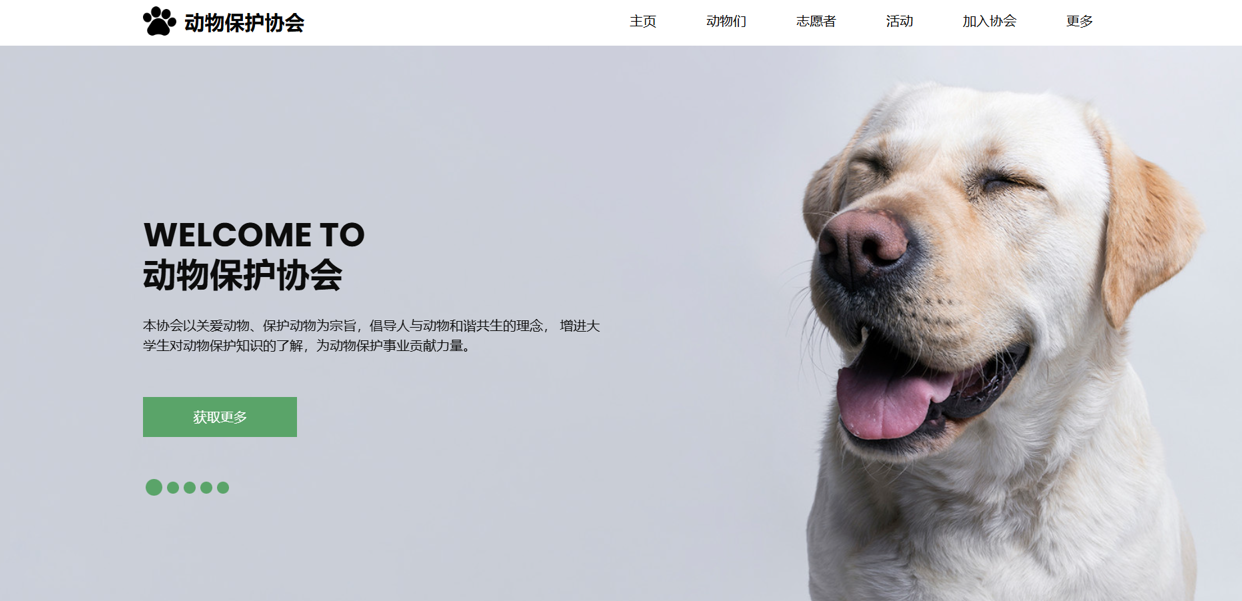 动物保护协会
主页 动物们 志愿者 活动 加入协会 更多
WELCOME TO
动物保护协会
本协会以关爱动物、保护动物为宗旨，倡导人与动物和谐共生的理念， 增进大
学生对动物保护知识的了解，为动物保护事业贡献力量。
获取更多